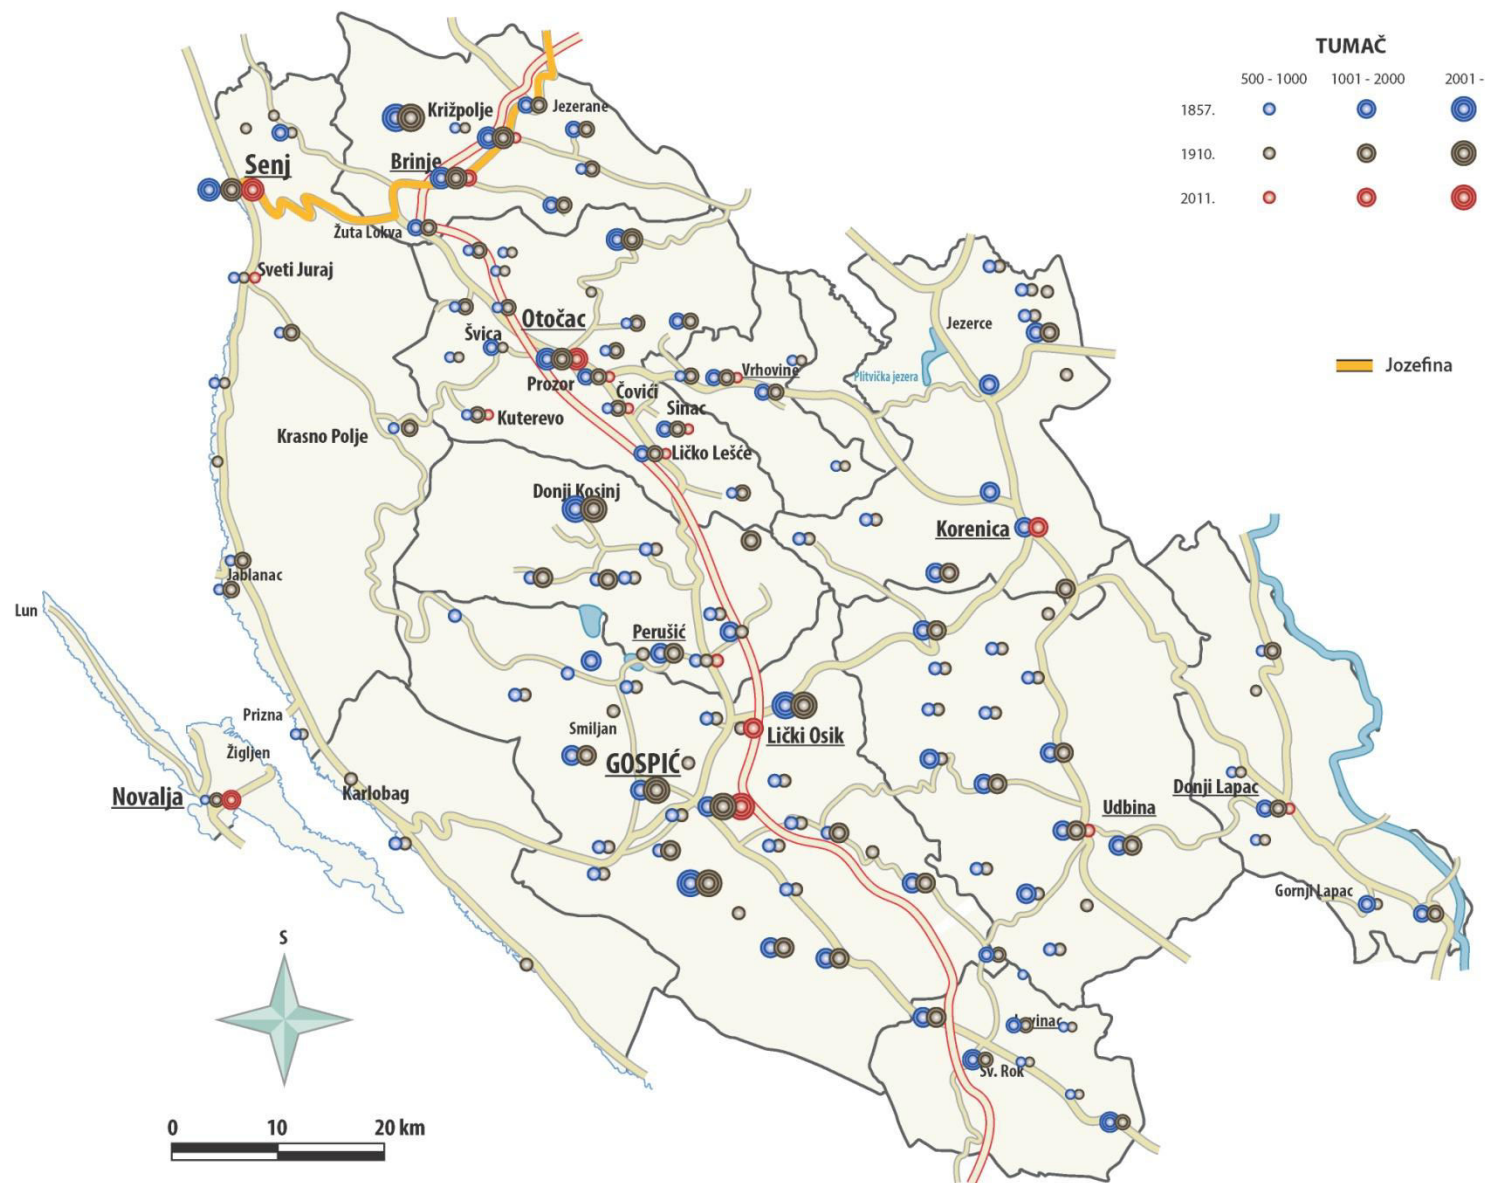 TUMAČ
500 - 1000 1001 - 2000 2001 -
1857.
1910.
2011.
Jozefina
Križpolje
Jezerane
Brinje
Senj
Žuta Lokva
Sveti Juraj
Otočac
Švica
Jezerce
Vrhovine
Plitvička jezera
Prozor
Čovići
Sinac
Kuterevo
Krasno Polje
Ličko Lešće
Donji Kosinj
Korenica
Jablanac
Lun
Perušić
Prizna
Smiljan
Lički Osik
Žigljen
GOSPIĆ
Novalja
Karlobag
Donji Lapac
Udbina
Gornji Lapac
S
Sv. Rok
0 10 20 km